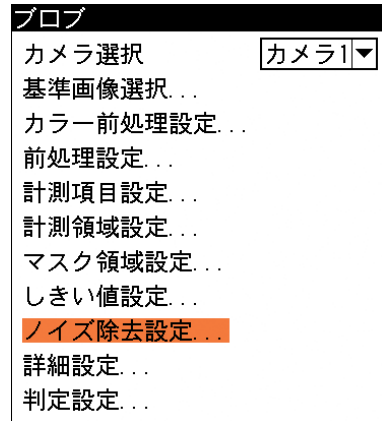 ブロブ
カメラ選択 カメラ1▼
基準画像選択...
カラー前処理設定...
前処理設定...
計測項目設定...
計測領域設定...
マスク領域設定...
しきい値設定...
ノイズ除去設定...
詳細設定...
判定設定...